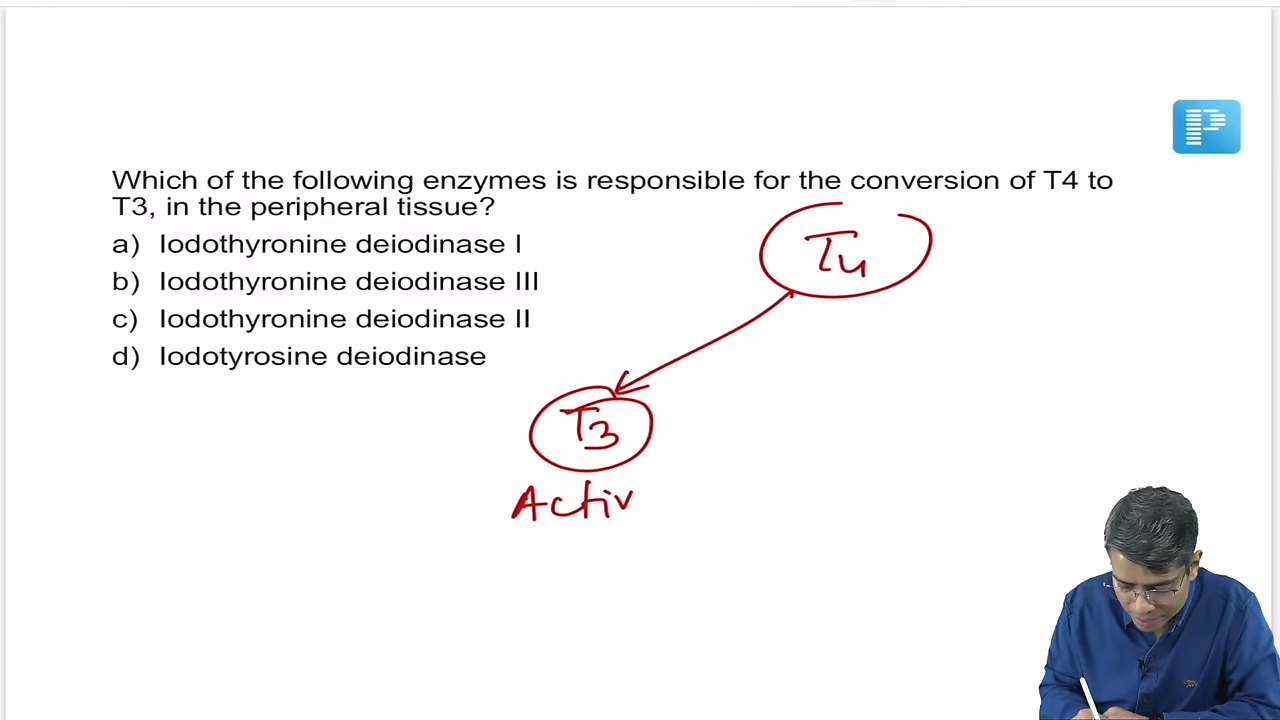 Which of the following enzymes is responsible for the conversion of T4 to
T3, in the peripheral tissue?
a) Iodothyronine deiodinase I
b) Iodothyronine deiodinase III
c) Iodothyronine deiodinase II
d) Iodotyrosine deiodinase
T4
T3
Activ
P